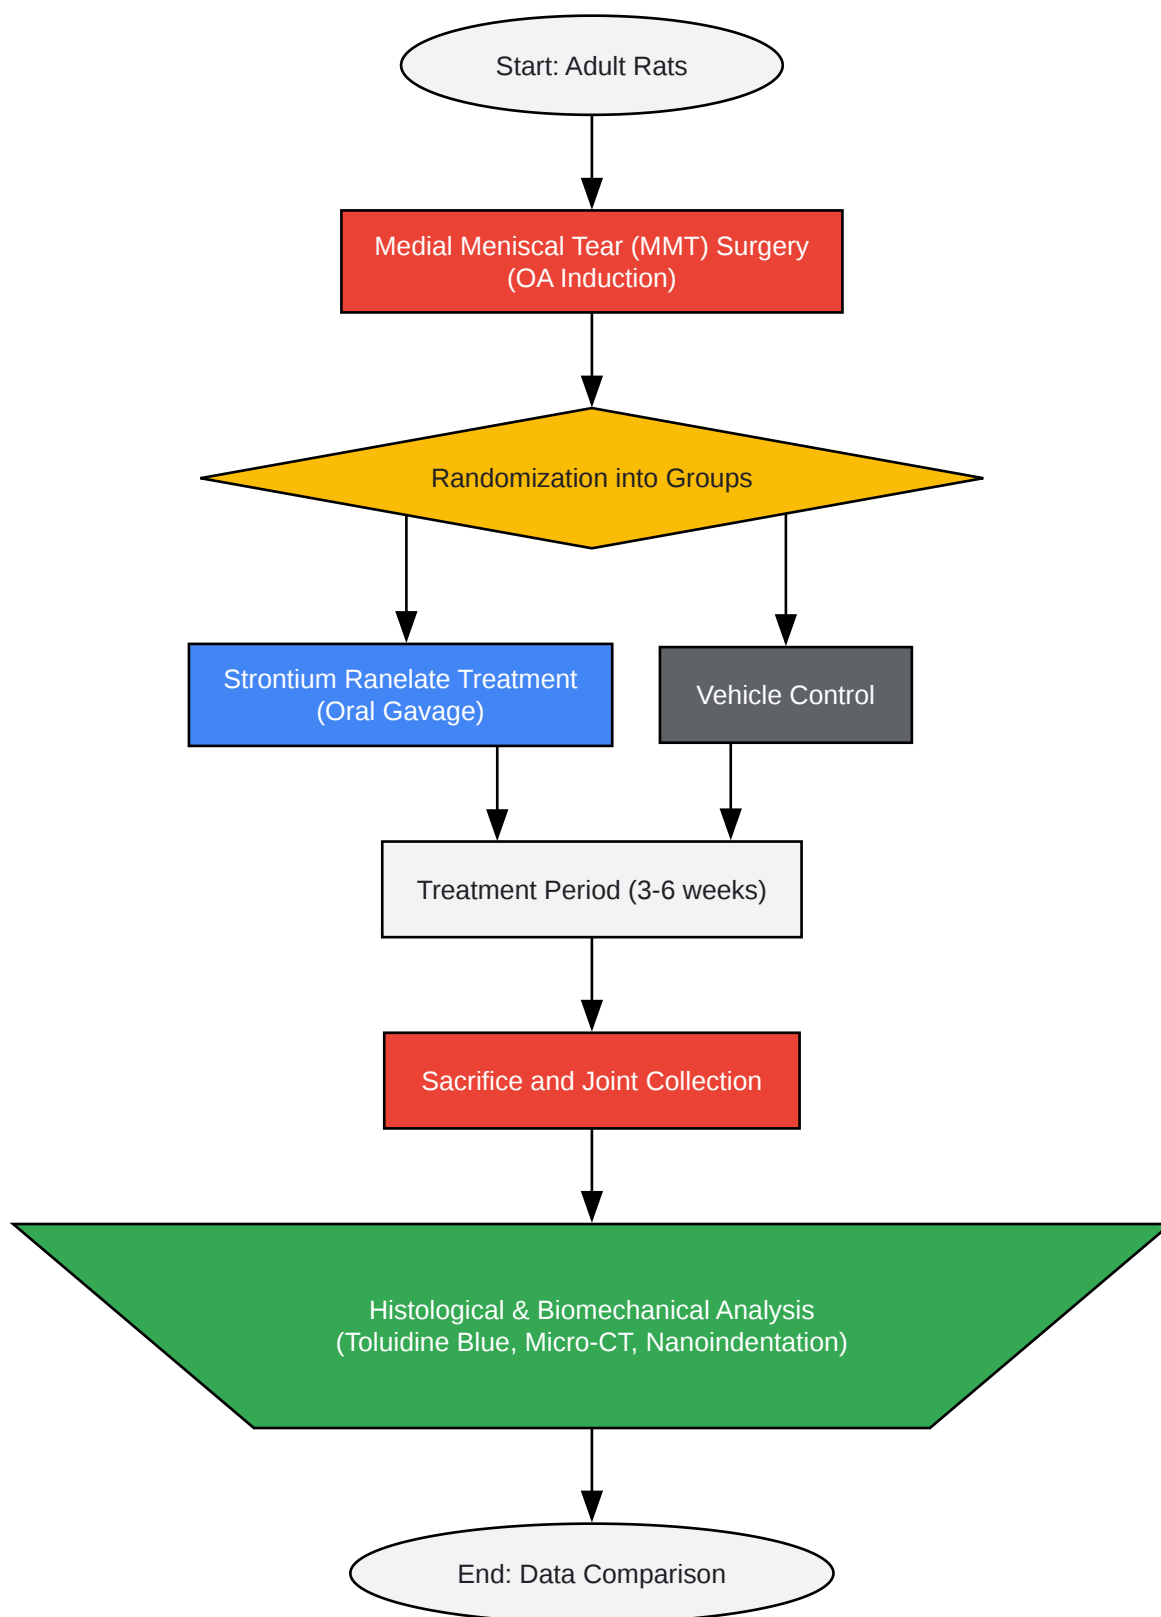 Start: Adult Rats
Medial Meniscal Tear (MMT) Surgery
(OA Induction)
Randomization into Groups
Strontium Ranelate Treatment
(Oral Gavage)
Vehicle Control
Treatment Period (3-6 weeks)
Sacrifice and Joint Collection
Histological & Biomechanical Analysis
(Toluidine Blue, Micro-CT, Nanoindentation)
End: Data Comparison